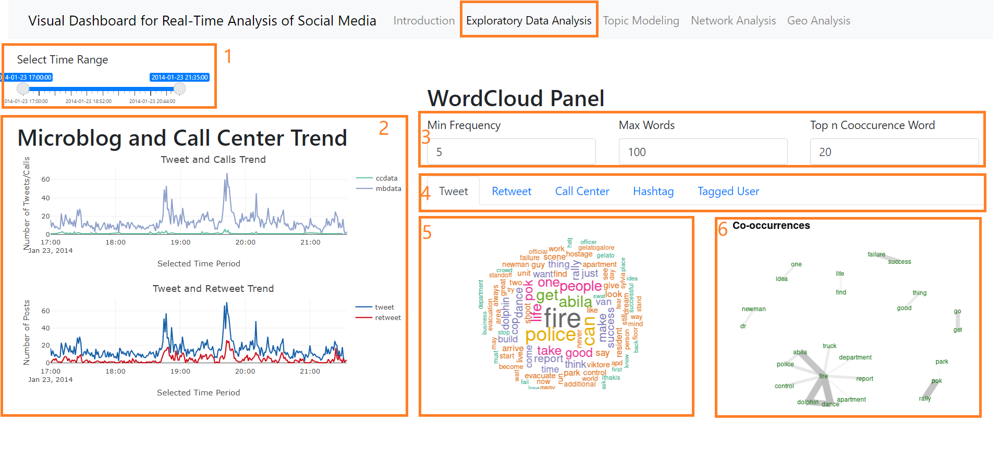 Visual Dashboard for Real-Time Analysis of Social Media Introduction Exploratory Data Analysis Topic Modeling Network Analysis Geo Analysis
1
Select Time Range
14-01-23 17:00:00 2014-01-23 21:35:00
014-01-23 17:00:00 2014-01-23 18:52:00 2014-01-23 20:44:00
2
Microblog and Call Center Trend
Tweet and Calls Trend
Number of Tweets/Calls
60
40
20
0
ccdata
mbdata
17:00 18:00 19:00 20:00 21:00
Jan 23, 2014
Selected Time Period
Tweet and Retweet Trend
Number of Posts
60
40
20
0
tweet
retweet
17:00 18:00 19:00 20:00 21:00
Jan 23, 2014
Selected Time Period
WordCloud Panel
3
Min Frequency Max Words Top n Cooccurence Word
5 100 20
4
Tweet Retweet Call Center Hashtag Tagged User
5
help officer
official work gelatogalore
failure scene hostage gelato
newman guy thing rally apartment place
crowd
standoff unit want find just see day sylvia idea
department always great two try pok one people give look successful
get abila swat van fear dream stand
business evacuation area dolphin dance shoot life fire like can make success still way mind
stop cop police never resident person floor back
build
must may arrive take good say
start live come report think viktore apd know
become time first
wait evacuate run park control ithakis
fail now world ask
lose away additional
6
Co-occurrences
failure
success
one
idea
life
find
thing
good
newman
dr
go
get
truck
abila
department
police
park
fire
report
pok
control
rally
dolphin
dance
apartment